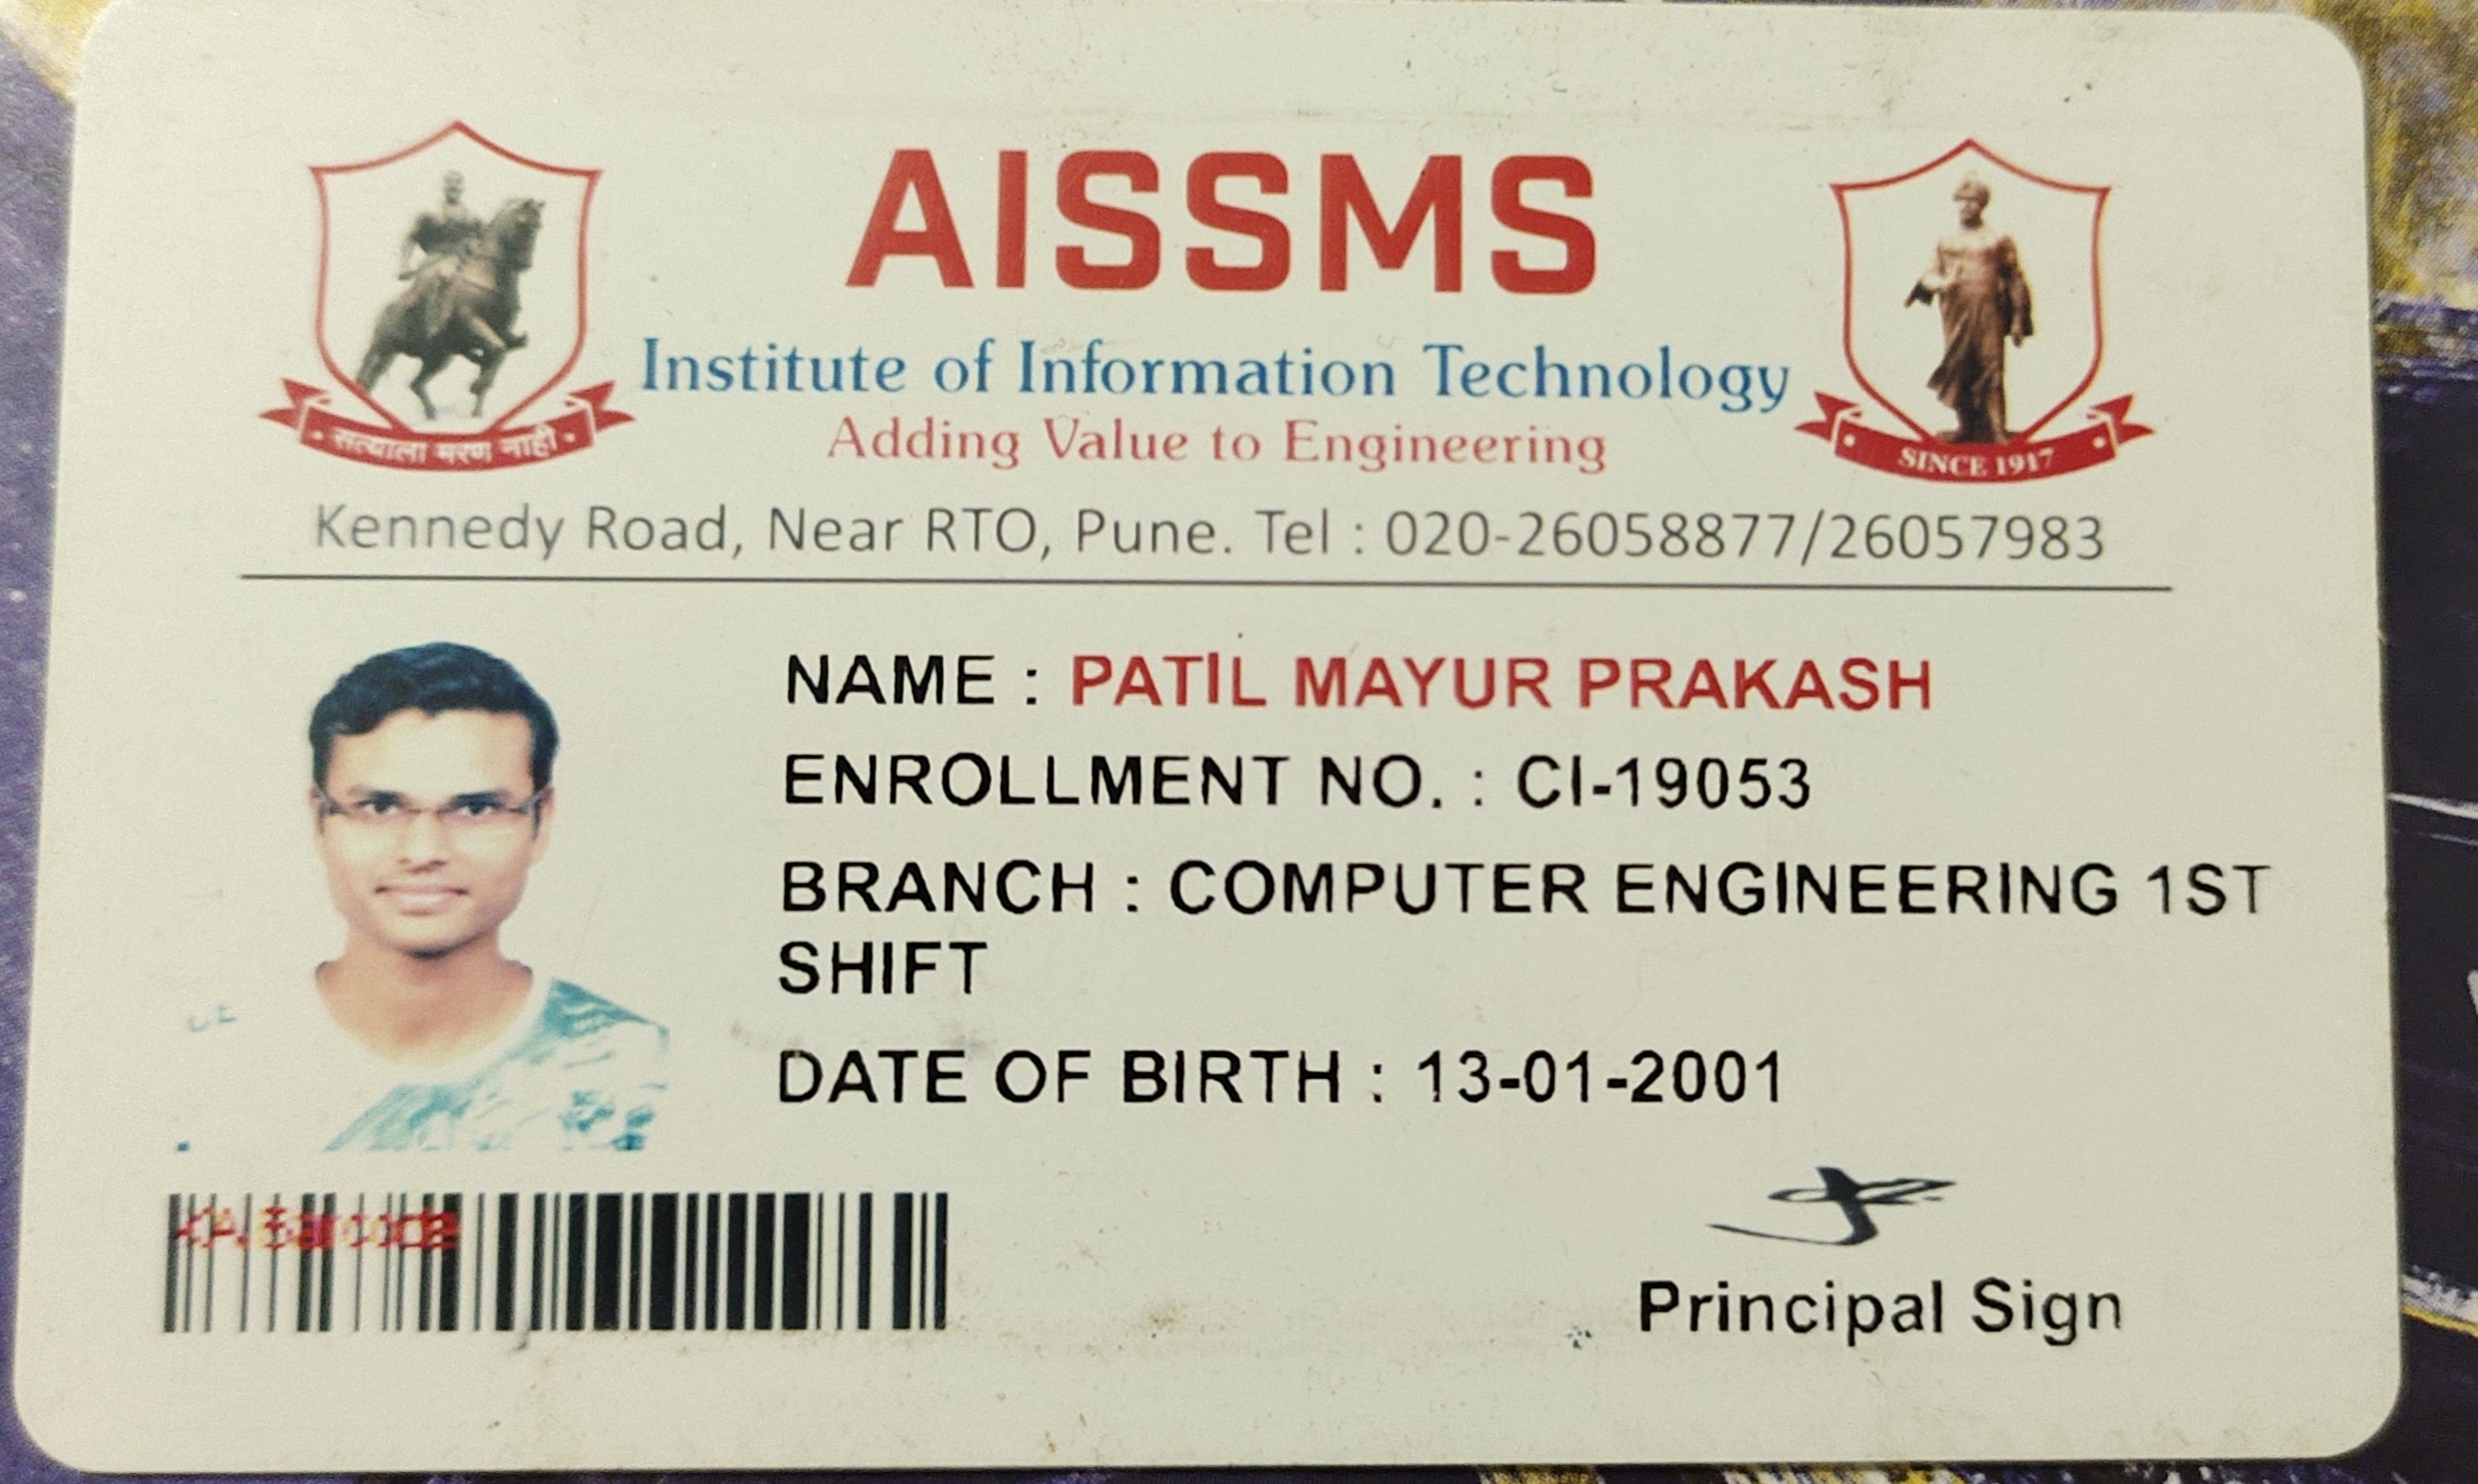 AISSMS
Institute of Information Technology
Adding Value to Engineering
सत्याला मरण नाही
SINCE 1917
Kennedy Road, Near RTO, Pune. Tel : 020-26058877/26057983
NAME : PATIL MAYUR PRAKASH
ENROLLMENT NO. : CI-19053
BRANCH : COMPUTER ENGINEERING 1ST
SHIFT
DATE OF BIRTH : 13-01-2001
Barcode
Principal Sign